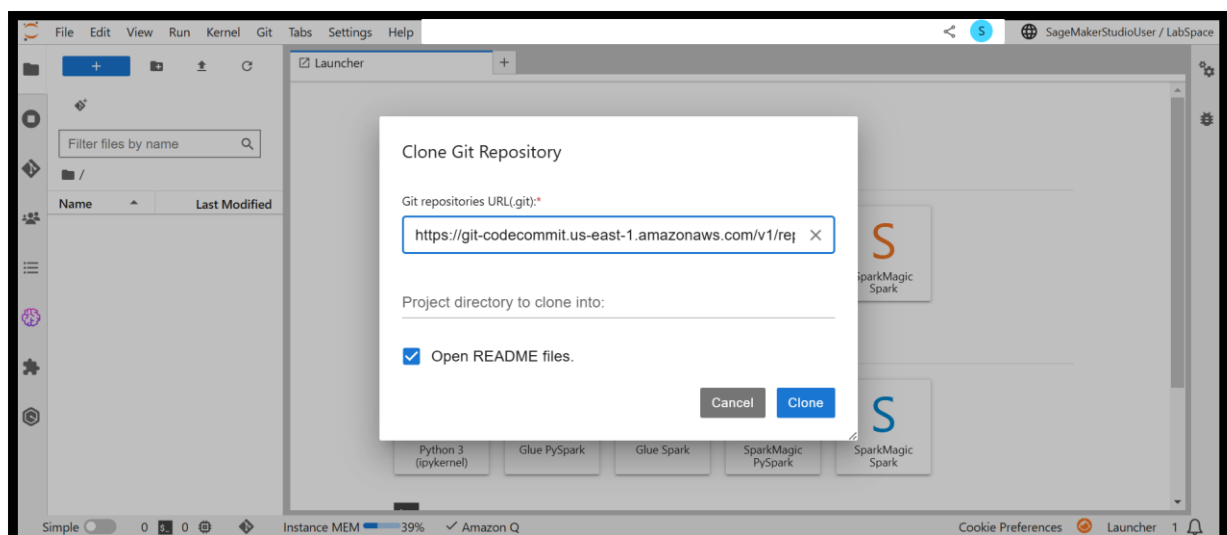 File Edit View Run Kernel Git Tabs Settings Help S SageMakerStudioUser / LabSpace
+ Launcher +
Filter files by name
/
Name Last Modified
Clone Git Repository
Git repositories URL(.git):*
https://git-codecommit.us-east-1.amazonaws.com/v1/rep
Project directory to clone into:
Open README files.
Cancel Clone
S
SparkMagic
Spark
S
Python 3
(ipykernel)
Glue PySpark
Glue Spark
SparkMagic
PySpark
SparkMagic
Spark
Simple 0 $_ 0 Instance MEM 39% ✓ Amazon Q Cookie Preferences Launcher 1